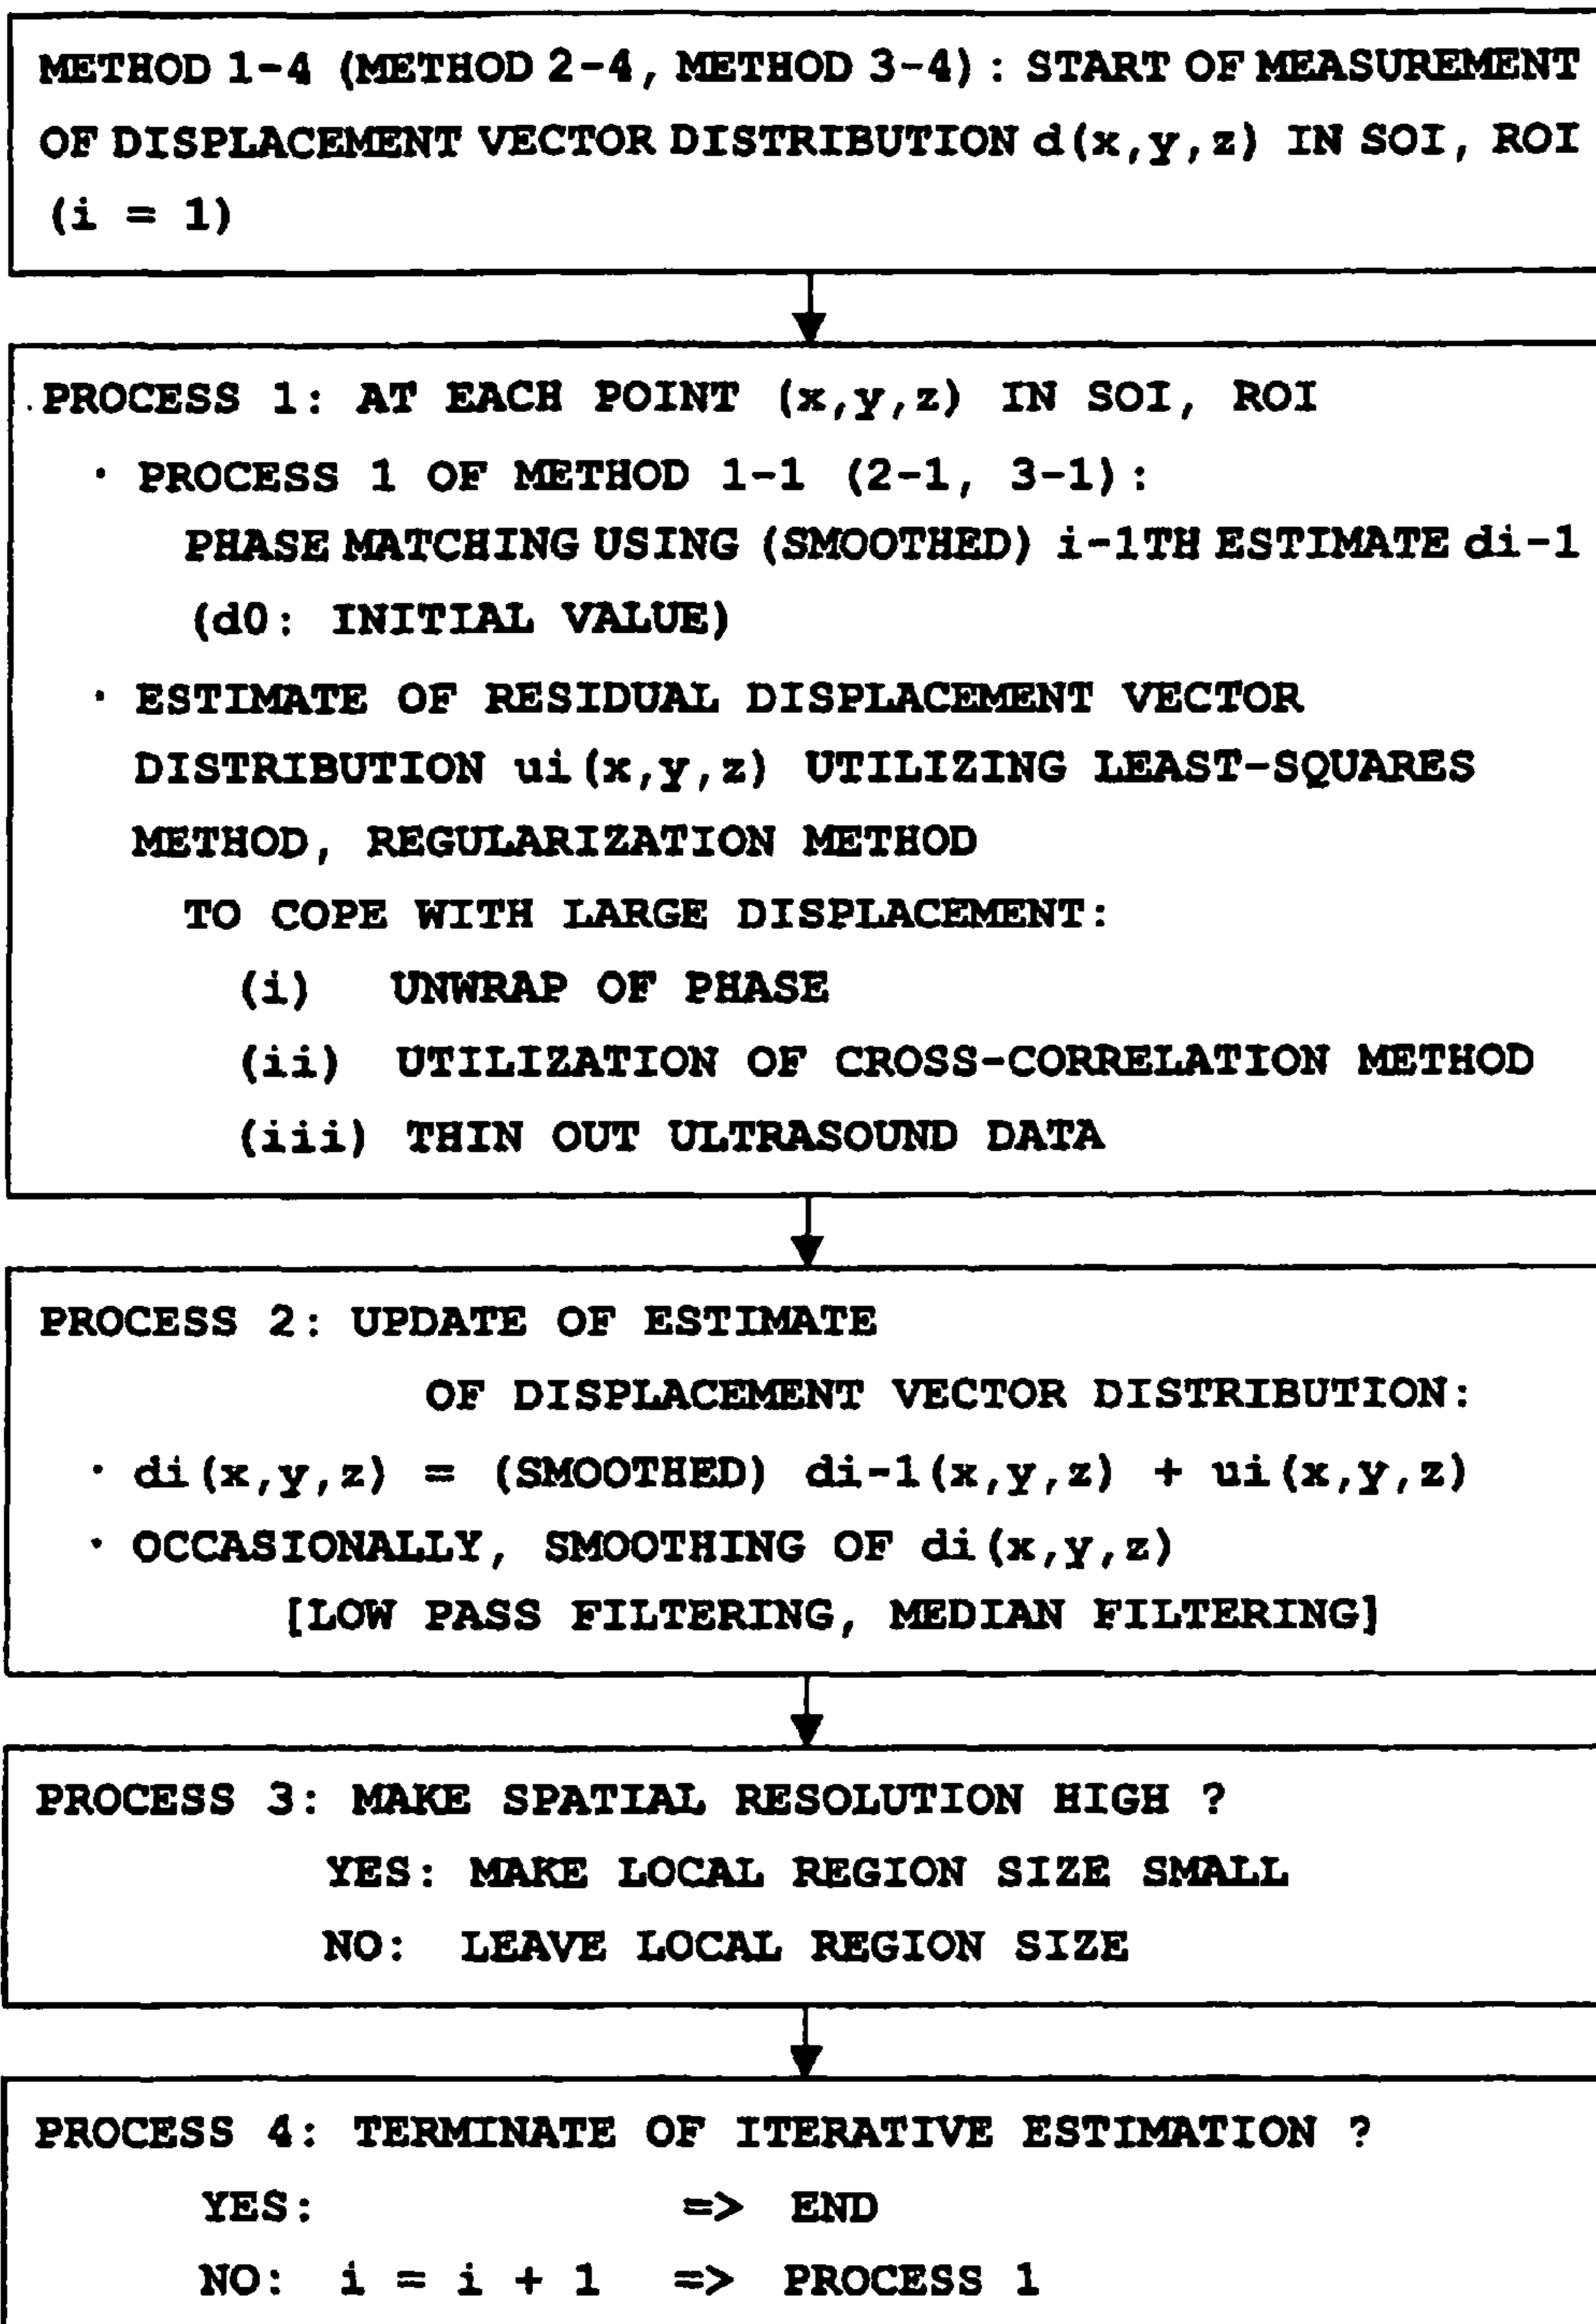 METHOD 1-4 (METHOD 2-4, METHOD 3-4) : START OF MEASUREMENT
OF DISPLACEMENT VECTOR DISTRIBUTION d(x,y,z) IN SOI, ROI
(i = 1)
PROCESS 1: AT EACH POINT (x,y,z) IN SOI, ROI
· PROCESS 1 OF METHOD 1-1 (2-1, 3-1):
PHASE MATCHING USING (SMOOTHED) i-1TH ESTIMATE di-1
(d0: INITIAL VALUE)
· ESTIMATE OF RESIDUAL DISPLACEMENT VECTOR
DISTRIBUTION ui(x,y,z) UTILIZING LEAST-SQUARES
METHOD, REGULARIZATION METHOD
TO COPE WITH LARGE DISPLACEMENT:
(i) UNWRAP OF PHASE
(ii) UTILIZATION OF CROSS-CORRELATION METHOD
(iii) THIN OUT ULTRASOUND DATA
PROCESS 2: UPDATE OF ESTIMATE
OF DISPLACEMENT VECTOR DISTRIBUTION:
· di(x,y,z) = (SMOOTHED) di-1(x,y,z) + ui(x,y,z)
· OCCASIONALLY, SMOOTHING OF di(x,y,z)
[LOW PASS FILTERING, MEDIAN FILTERING]
PROCESS 3: MAKE SPATIAL RESOLUTION HIGH ?
YES: MAKE LOCAL REGION SIZE SMALL
NO: LEAVE LOCAL REGION SIZE
PROCESS 4: TERMINATE OF ITERATIVE ESTIMATION ?
YES: => END
NO: i = i + 1 => PROCESS 1